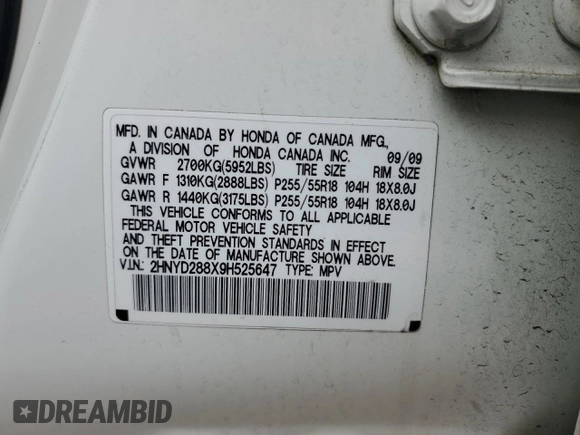 MFD. IN CANADA BY HONDA OF CANADA MFG.,
A DIVISION OF HONDA CANADA INC. 09/09
GVWR 2700KG(5952LBS) TIRE SIZE RIM SIZE
GAWR F 1310KG(2888LBS) P255/55R18 104H 18X8.0J
GAWR R 1440KG(3175LBS) P255/55R18 104H 18X8.0J
THIS VEHICLE CONFORMS TO ALL APPLICABLE
FEDERAL MOTOR VEHICLE SAFETY
AND THEFT PREVENTION STANDARDS IN EFFECT
ON THE DATE OF MANUFACTURE SHOWN ABOVE.
V.I.N.: 2HNYD288X9H525647 TYPE: MPV
DREAMBID